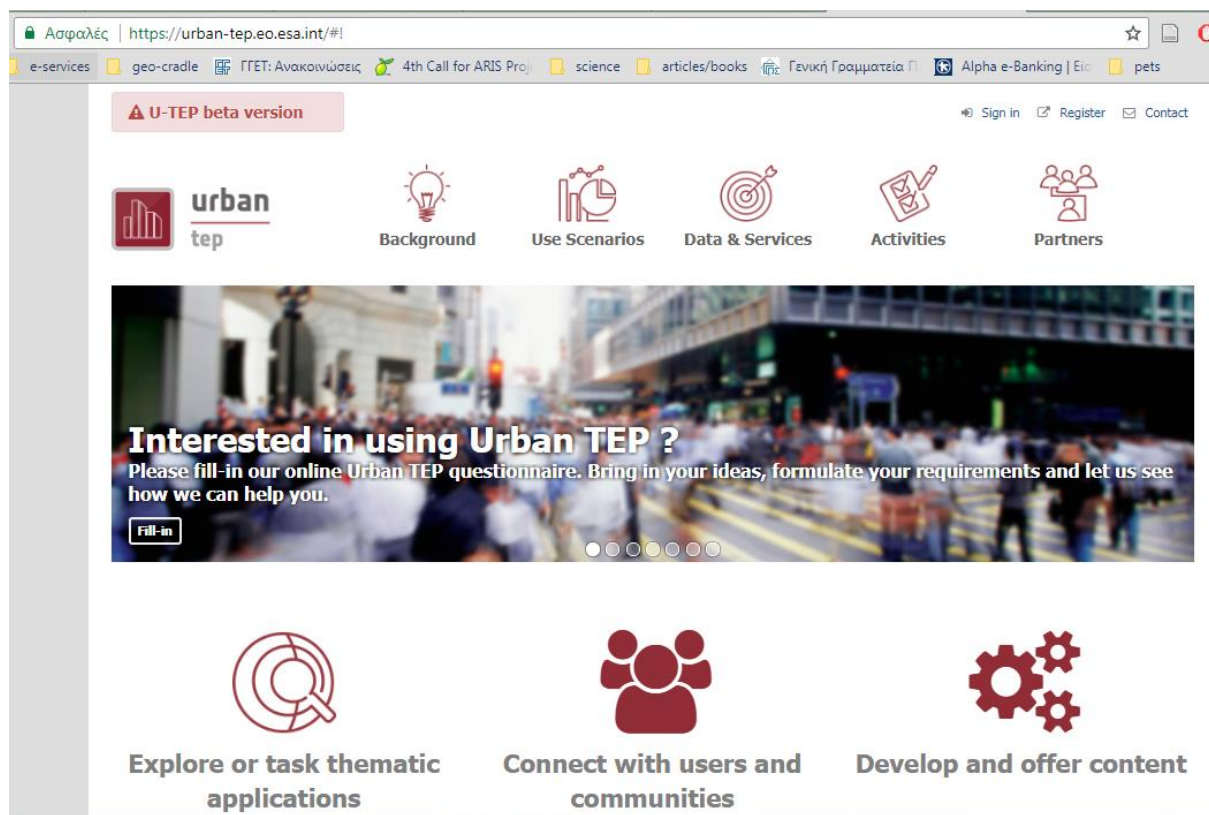 Ασφαλές | https://urban-tep.eo.esa.int/#!
e-services geo-cradle ΓΓΕΤ: Ανακοινώσεις 4th Call for ARIS Proj science articles/books Γενική Γραμματεία Π Alpha e-Banking | Είσ pets
U-TEP beta version Sign in Register Contact
urban
tep
Background Use Scenarios Data & Services Activities Partners
Interested in using Urban TEP ?
Please fill-in our online Urban TEP questionnaire. Bring in your ideas, formulate your requirements and let us see
how we can help you.
Fill-in
Explore or task thematic
applications
Connect with users and
communities
Develop and offer content